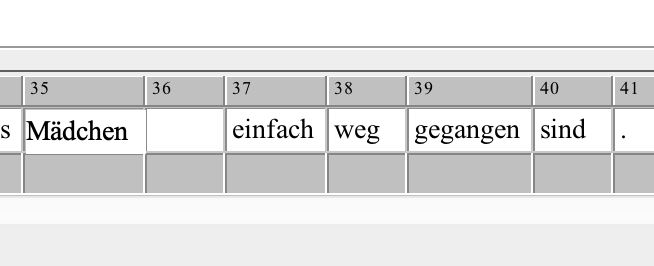 35 36 37 38 39 40 41
s Mädchen einfach weg gegangen sind .